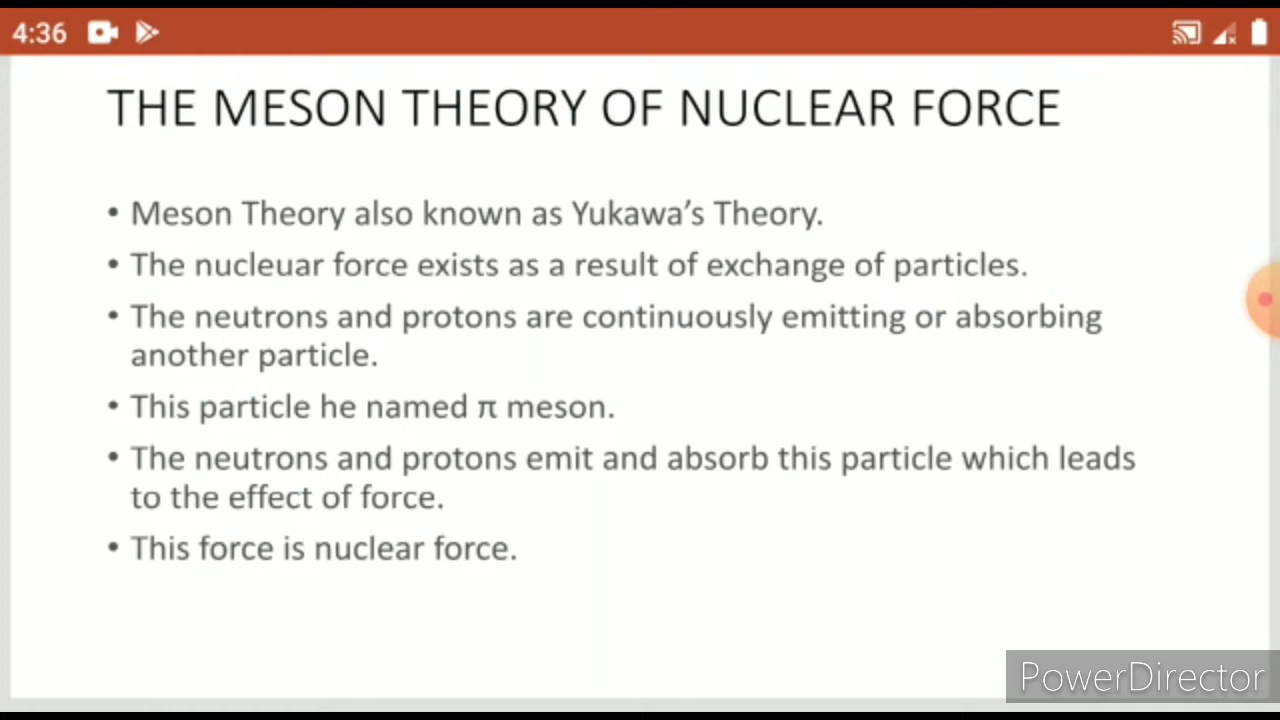 4:36
THE MESON THEORY OF NUCLEAR FORCE
• Meson Theory also known as Yukawa’s Theory.
• The nucleuar force exists as a result of exchange of particles.
• The neutrons and protons are continuously emitting or absorbing
another particle.
• This particle he named π meson.
• The neutrons and protons emit and absorb this particle which leads
to the effect of force.
• This force is nuclear force.
PowerDirector